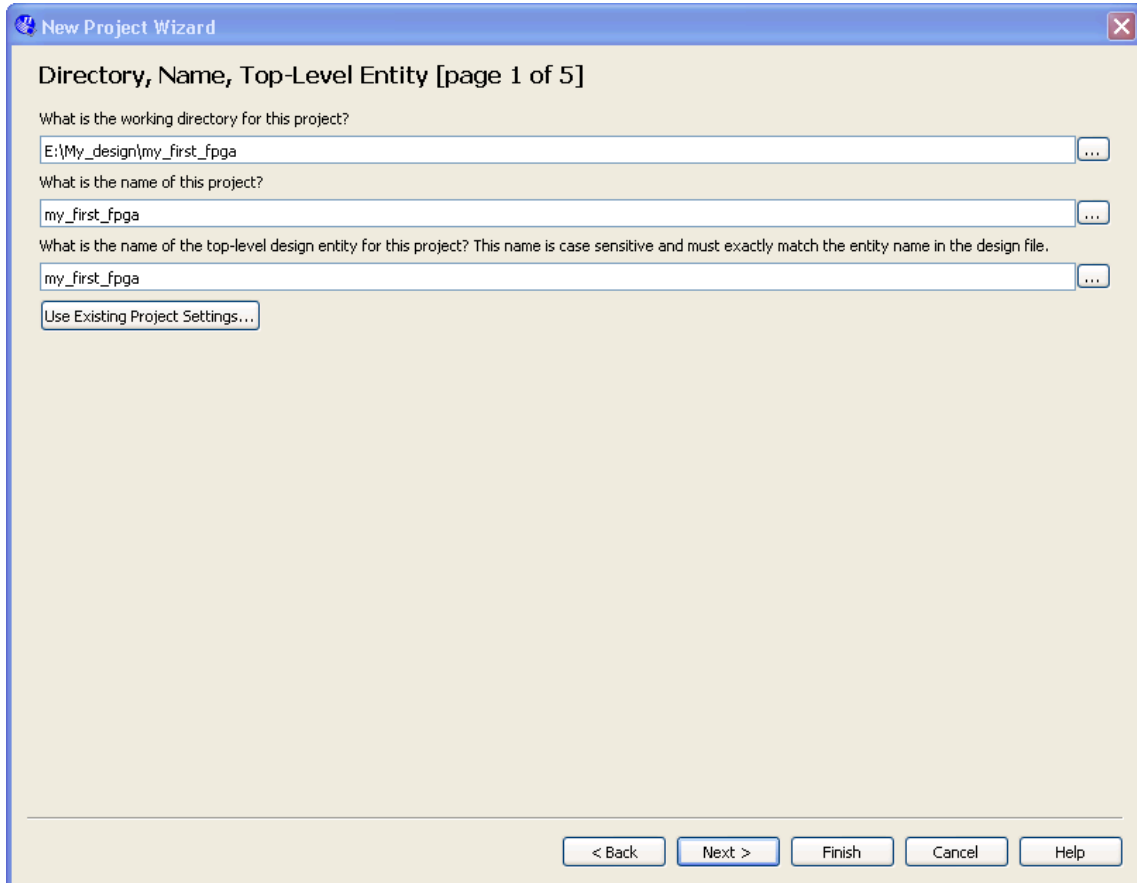 New Project Wizard
Directory, Name, Top-Level Entity [page 1 of 5]
What is the working directory for this project?
E:\My_design\my_first_fpga
...
What is the name of this project?
my_first_fpga
...
What is the name of the top-level design entity for this project? This name is case sensitive and must exactly match the entity name in the design file.
my_first_fpga
...
Use Existing Project Settings...
< Back Next > Finish Cancel Help